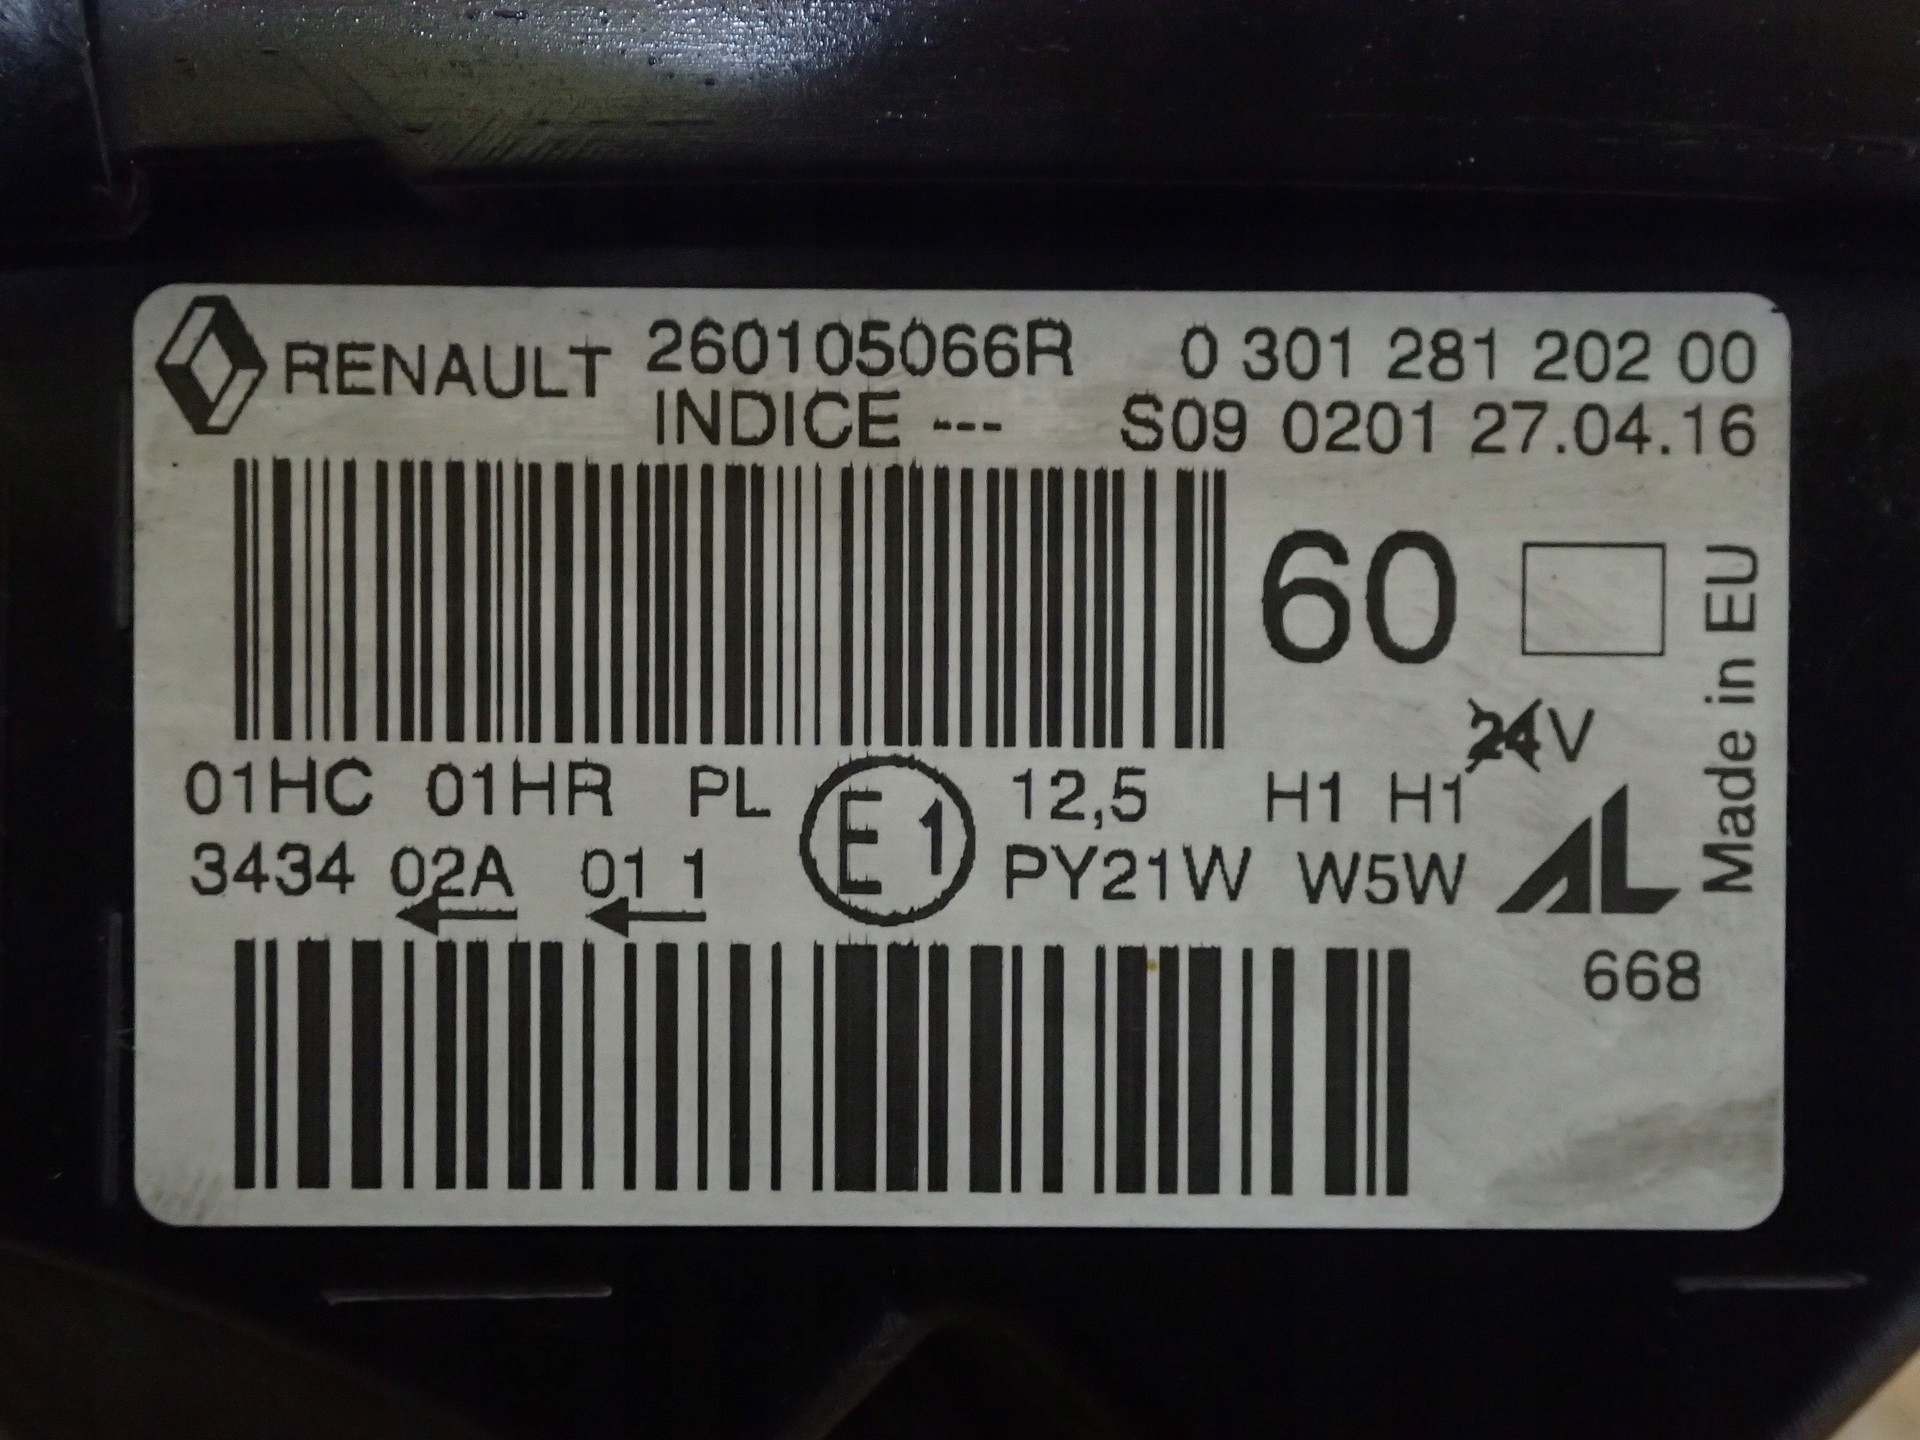 RENAULT 260105066R 0 301 281 202 00
INDICE --- S09 0201 27.04.16
60
24V
01HC 01HR PL E1 12,5 H1 H1
3434 02A 01 1 PY21W W5W AL
668
Made in EU